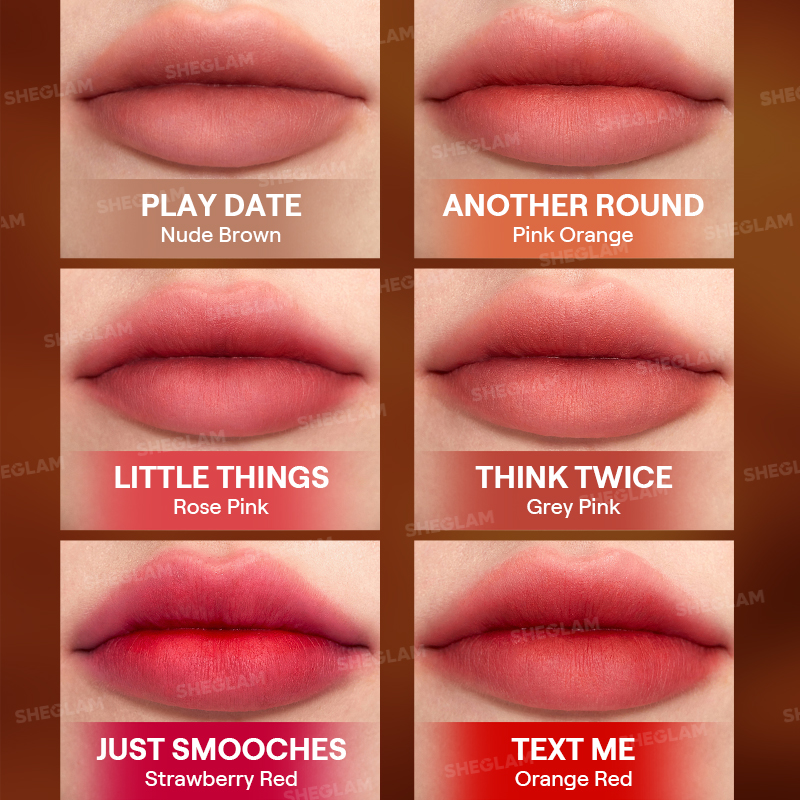 PLAY DATE
Nude Brown
ANOTHER ROUND
Pink Orange
LITTLE THINGS
Rose Pink
THINK TWICE
Grey Pink
JUST SMOOCHES
Strawberry Red
TEXT ME
Orange Red
SHEGLAM